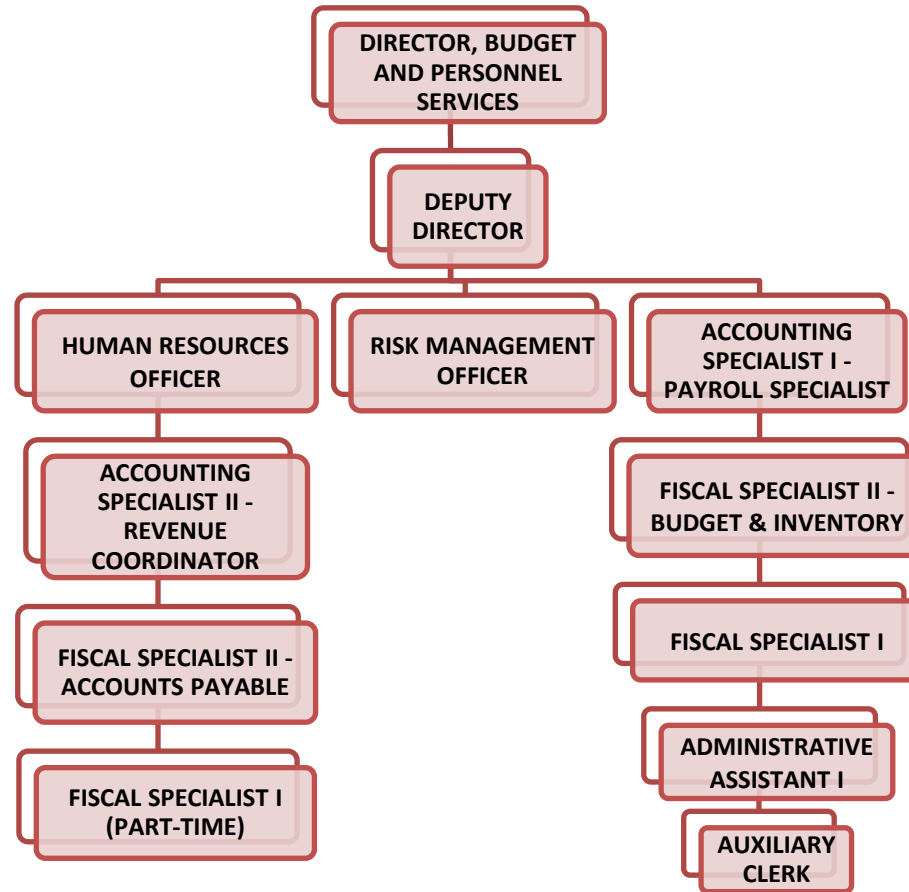 DIRECTOR, BUDGET
AND PERSONNEL
SERVICES
DEPUTY
DIRECTOR
HUMAN RESOURCES
OFFICER
RISK MANAGEMENT
OFFICER
ACCOUNTING
SPECIALIST I -
PAYROLL SPECIALIST
ACCOUNTING
SPECIALIST II -
REVENUE
COORDINATOR
FISCAL SPECIALIST II -
BUDGET & INVENTORY
FISCAL SPECIALIST II -
ACCOUNTS PAYABLE
FISCAL SPECIALIST I
FISCAL SPECIALIST I
(PART-TIME)
ADMINISTRATIVE
ASSISTANT I
AUXILIARY
CLERK